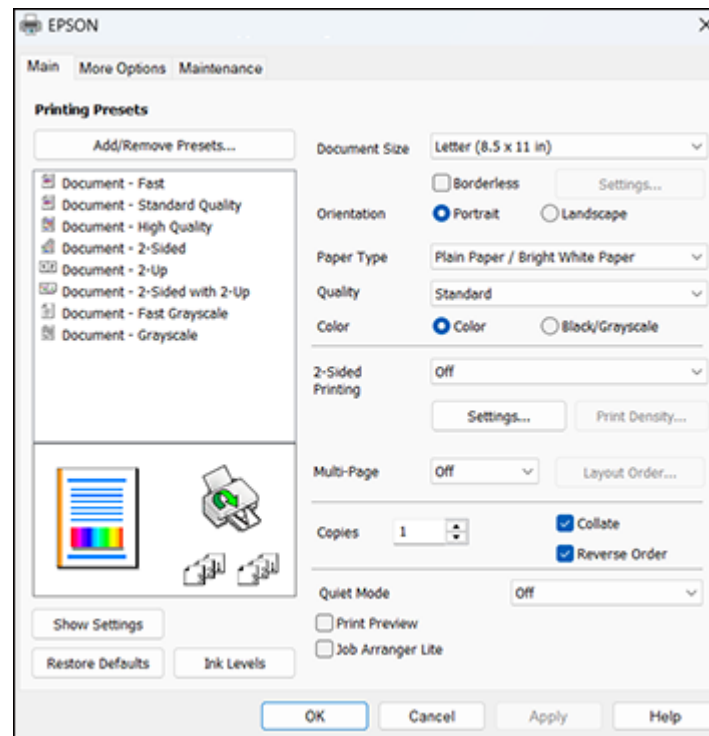 EPSON
Main More Options Maintenance
Printing Presets
Add/Remove Presets...
Document - Fast
Document - Standard Quality
Document - High Quality
Document - 2-Sided
Document - 2-Up
Document - 2-Sided with 2-Up
Document - Fast Grayscale
Document - Grayscale
Show Settings
Restore Defaults Ink Levels
Document Size Letter (8.5 x 11 in)
Borderless Settings...
Orientation Portrait Landscape
Paper Type Plain Paper / Bright White Paper
Quality Standard
Color Color Black/Grayscale
2-Sided
Printing Off
Settings... Print Density...
Multi-Page Off Layout Order...
Copies 1 Collate
Reverse Order
Quiet Mode Off
Print Preview
Job Arranger Lite
OK Cancel Apply Help